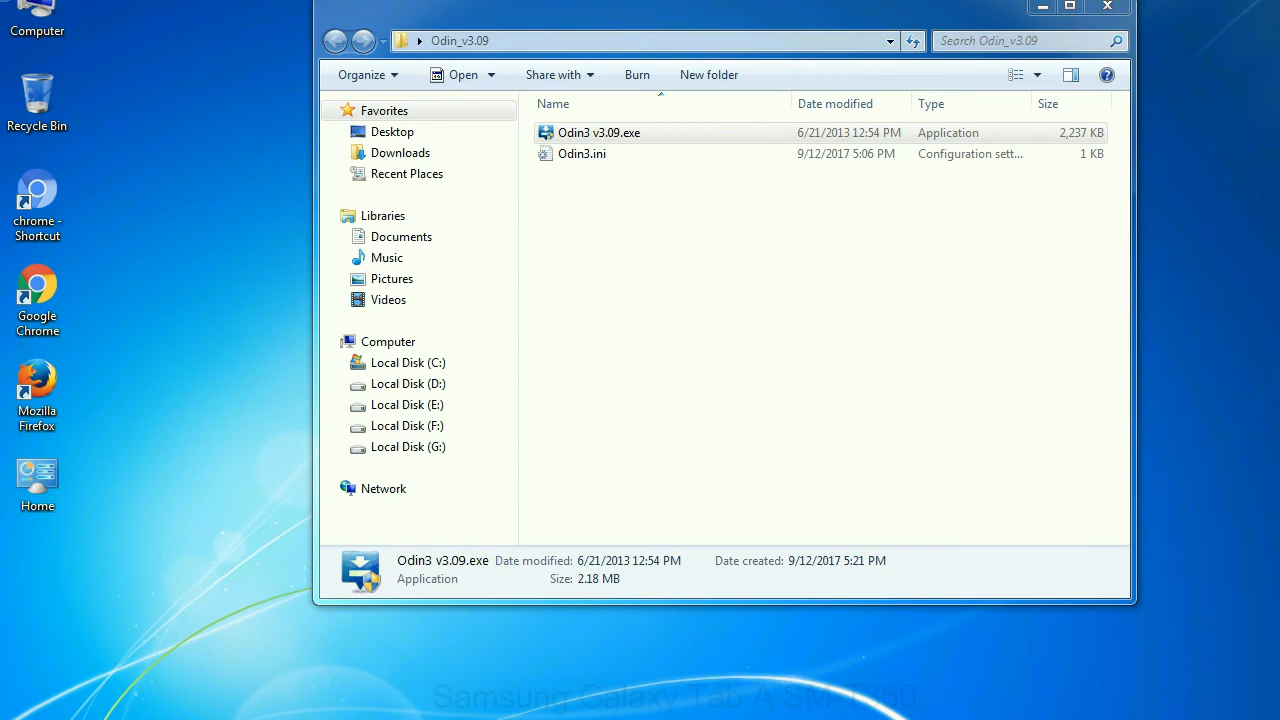 Computer
Recycle Bin
chrome -
Shortcut
Google
Chrome
Mozilla
Firefox
Home
Odin_v3.09
Search Odin_v3.09
Organize
Open
Share with
Burn
New folder
Name
Date modified
Type
Size
Odin3 v3.09.exe
6/21/2013 12:54 PM
Application
2,237 KB
Odin3.ini
9/12/2017 5:06 PM
Configuration sett...
1 KB
Favorites
Desktop
Downloads
Recent Places
Libraries
Documents
Music
Pictures
Videos
Computer
Local Disk (C:)
Local Disk (D:)
Local Disk (E:)
Local Disk (F:)
Local Disk (G:)
Network
Odin3 v3.09.exe
Date modified: 6/21/2013 12:54 PM
Date created: 9/12/2017 5:21 PM
Application
Size: 2.18 MB
Samsung Galaxy Tab A SM-T350